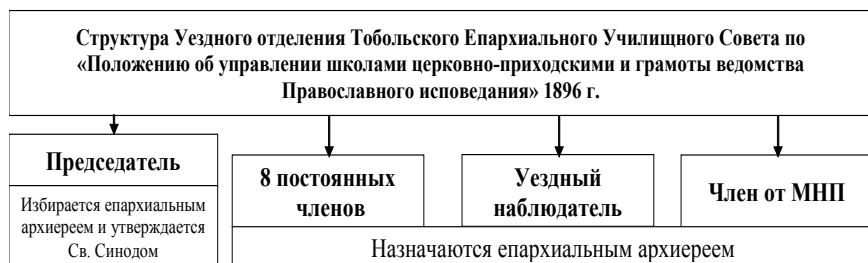 Структура Уездного отделения Тобольского Епархиального Училищного Совета по
«Положению об управлении школами церковно-приходскими и грамоты ведомства
Православного исповедания» 1896 г.
Председатель
Избирается епархиальным
архиереем и утверждается
Св. Синодом
8 постоянных
членов
Уездный
наблюдатель
Член от МНП
Назначаются епархиальным архиереем